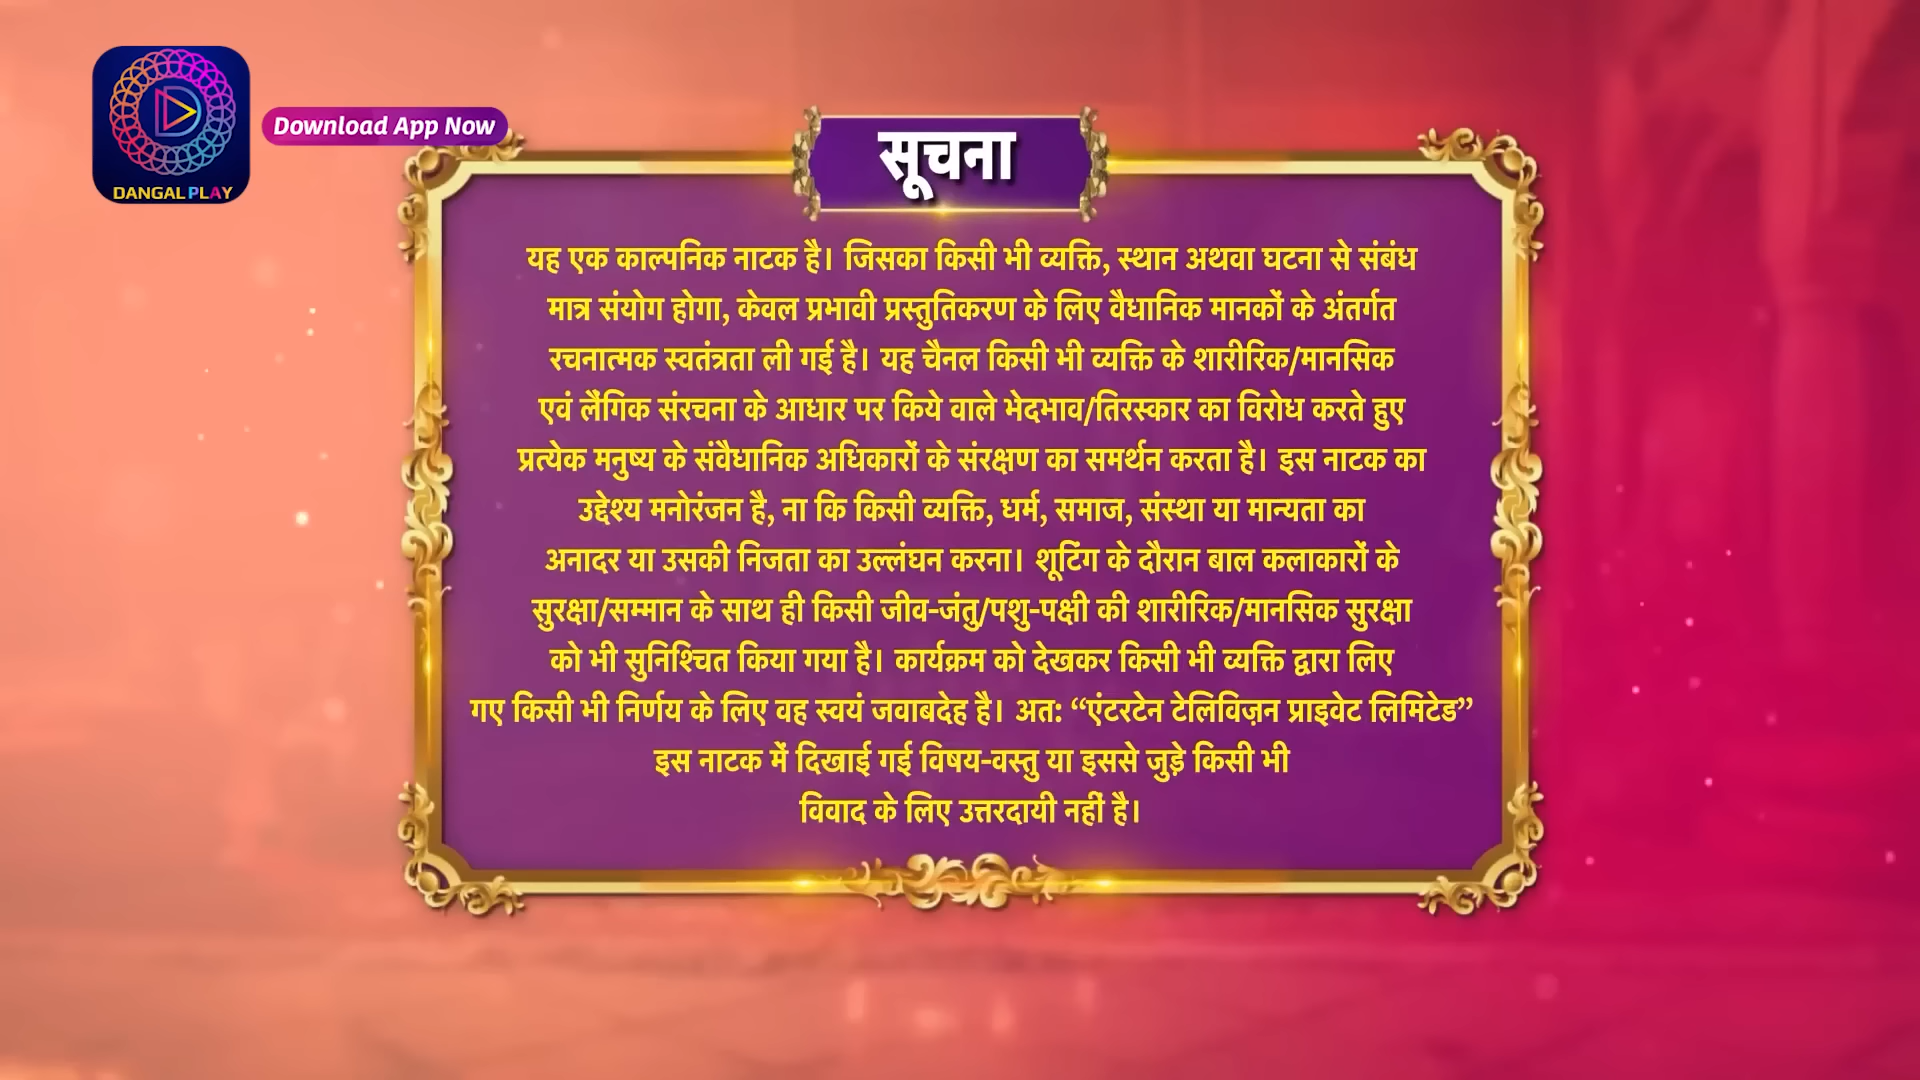 DANGAL PLAY
Download App Now
सूचना
यह एक काल्पनिक नाटक है। जिसका किसी भी व्यक्ति, स्थान अथवा घटना से संबंध
मात्र संयोग होगा, केवल प्रभावी प्रस्तुतिकरण के लिए वैधानिक मानकों के अंतर्गत
रचनात्मक स्वतंत्रता ली गई है। यह चैनल किसी भी व्यक्ति के शारीरिक/मानसिक
एवं लैंगिक संरचना के आधार पर किये वाले भेदभाव/तिरस्कार का विरोध करते हुए
प्रत्येक मनुष्य के संवैधानिक अधिकारों के संरक्षण का समर्थन करता है। इस नाटक का
उद्देश्य मनोरंजन है, ना कि किसी व्यक्ति, धर्म, समाज, संस्था या मान्यता का
अनादर या उसकी निजता का उल्लंघन करना। शूटिंग के दौरान बाल कलाकारों के
सुरक्षा/सम्मान के साथ ही किसी जीव-जंतु/पशु-पक्षी की शारीरिक/मानसिक सुरक्षा
को भी सुनिश्चित किया गया है। कार्यक्रम को देखकर किसी भी व्यक्ति द्वारा लिए
गए किसी भी निर्णय के लिए वह स्वयं जवाबदेह है। अत: “एंटरटेन टेलिविज़न प्राइवेट लिमिटेड”
इस नाटक में दिखाई गई विषय-वस्तु या इससे जुड़े किसी भी
विवाद के लिए उत्तरदायी नहीं है।